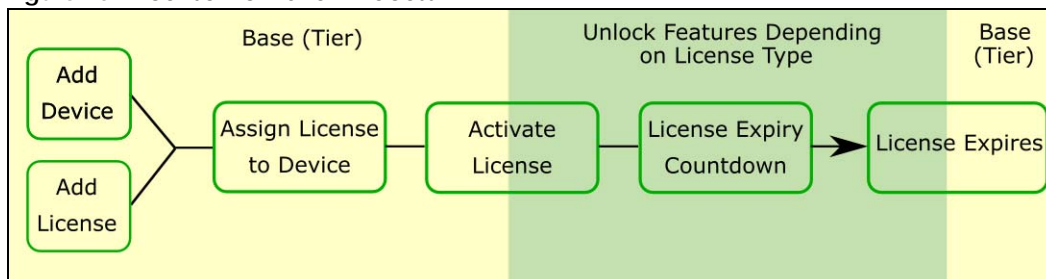 Base (Tier)
Unlock Features Depending
on License Type
Base
(Tier)
Add
Device
Add
License
Assign License
to Device
Activate
License
License Expiry
Countdown
License Expires